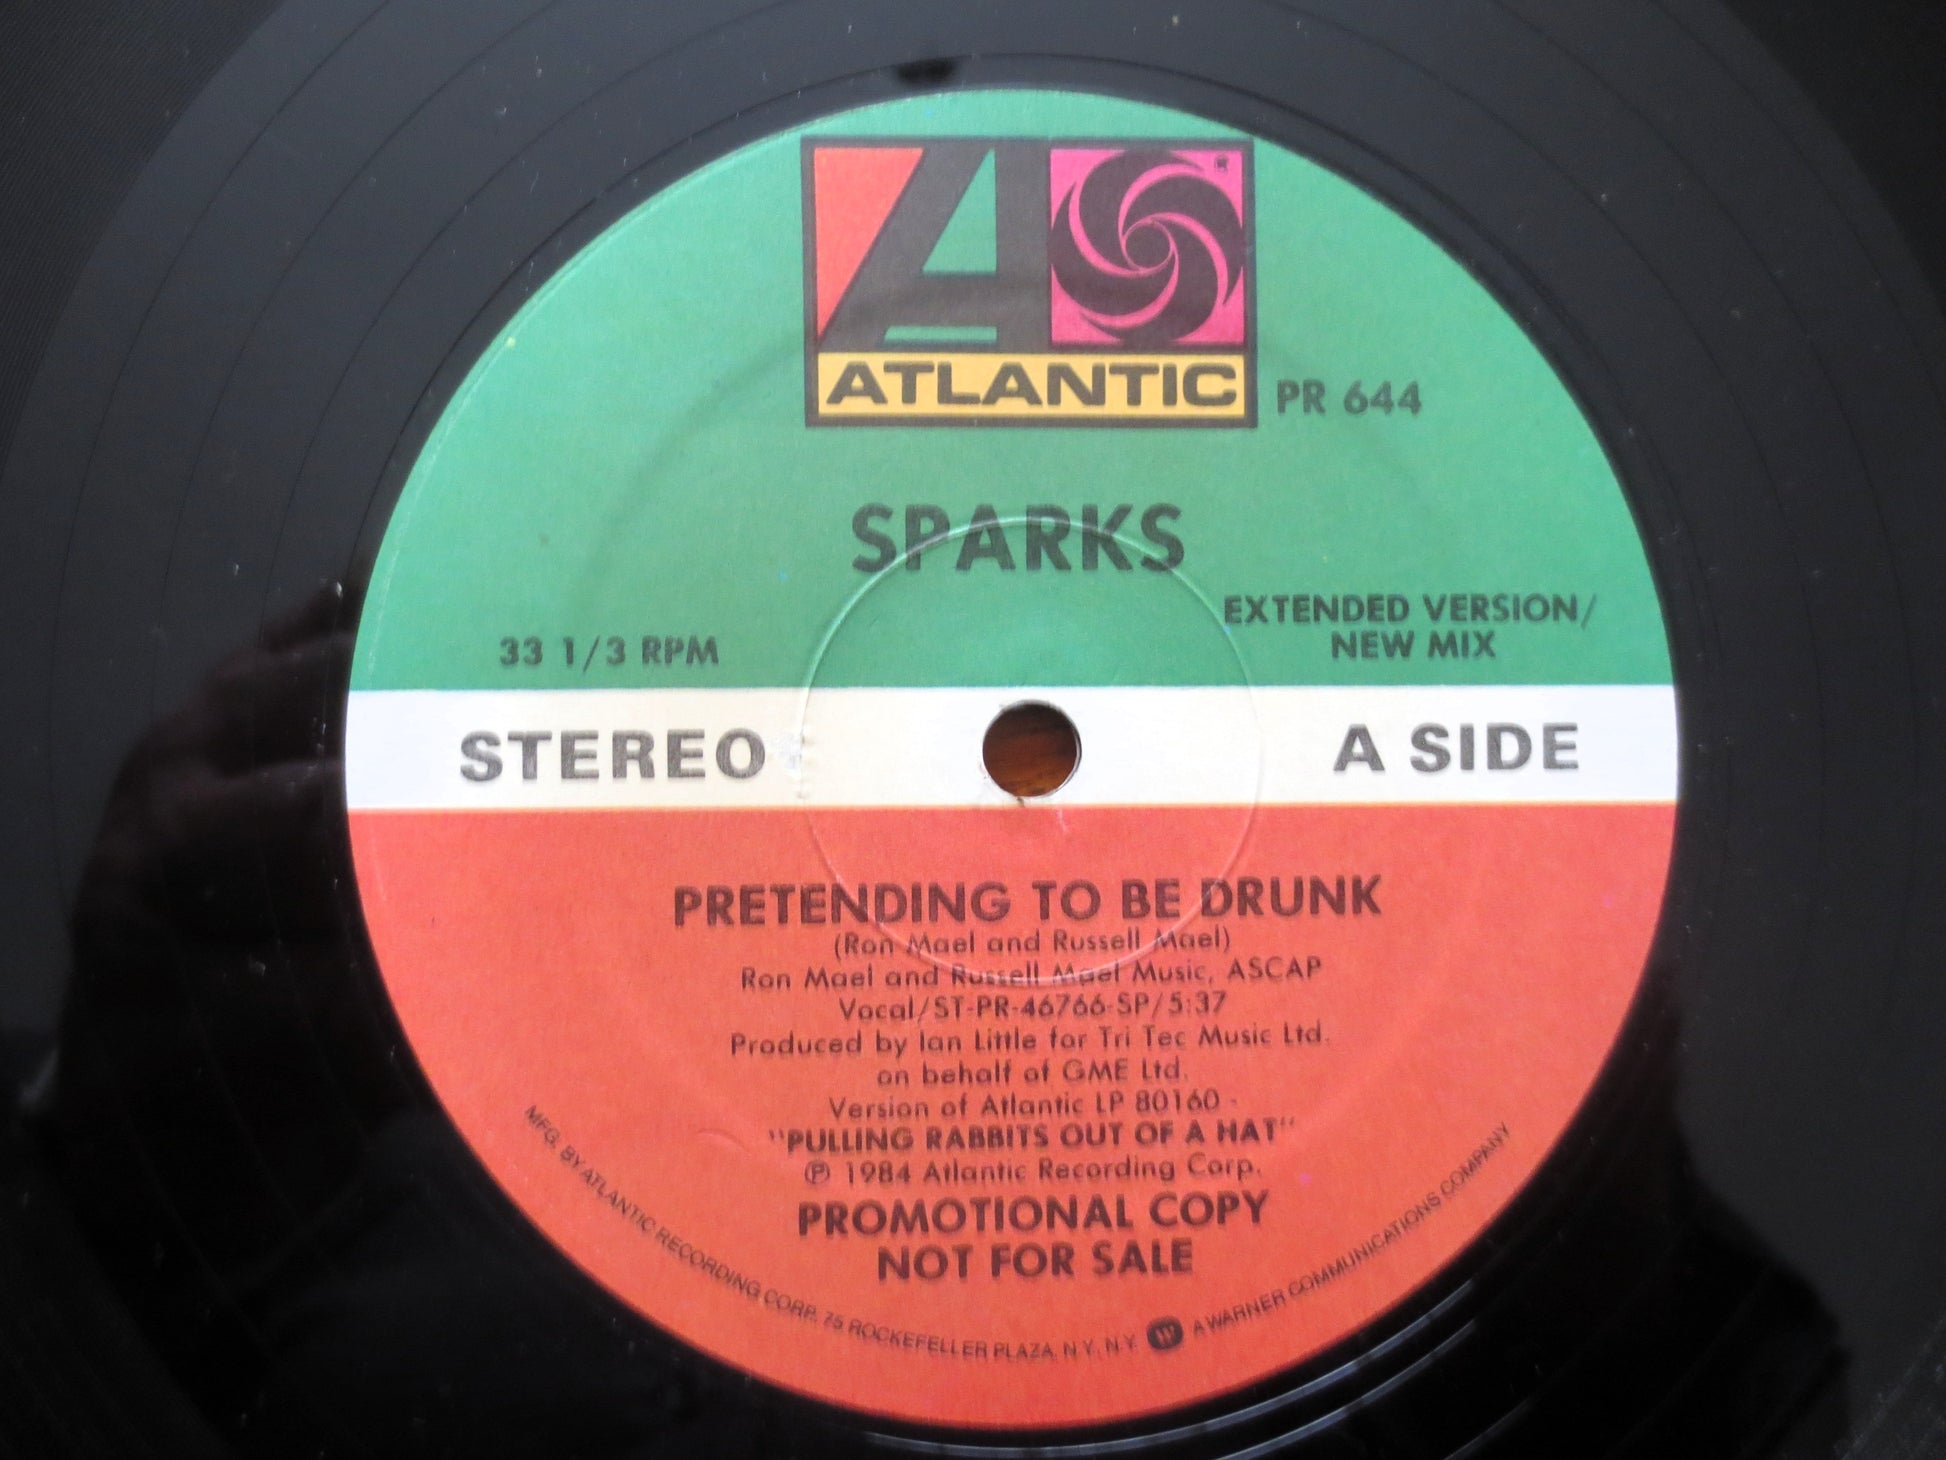 ATLANTIC
PR 644
SPARKS
EXTENDED VERSION/
NEW MIX
33 1/3 RPM
STEREO
A SIDE
PRETENDING TO BE DRUNK
(Ron Mael and Russell Mael)
Ron Mael and Russell Mael Music, ASCAP
Vocal/ST-PR-46766-SP/5:37
Produced by Ian Little for Tri Tec Music Ltd.
on behalf of GME Ltd.
Version of Atlantic LP 80160 -
"PULLING RABBITS OUT OF A HAT"
℗ 1984 Atlantic Recording Corp.
PROMOTIONAL COPY
NOT FOR SALE
MFG. BY ATLANTIC RECORDING CORP. 75 ROCKEFELLER PLAZA, N.Y., N.Y. W A WARNER COMMUNICATIONS COMPANY